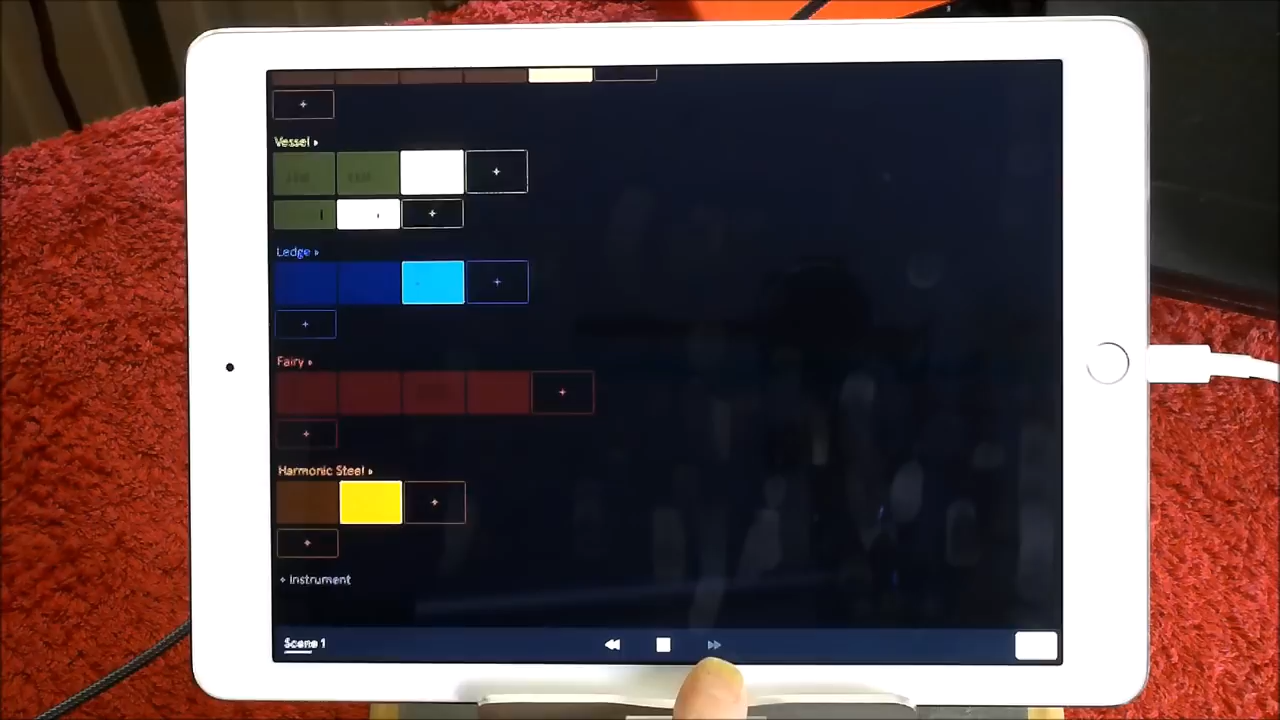 Vessel
Ledge
Fairy
Harmonic Steel
+ Instrument
Scene 1